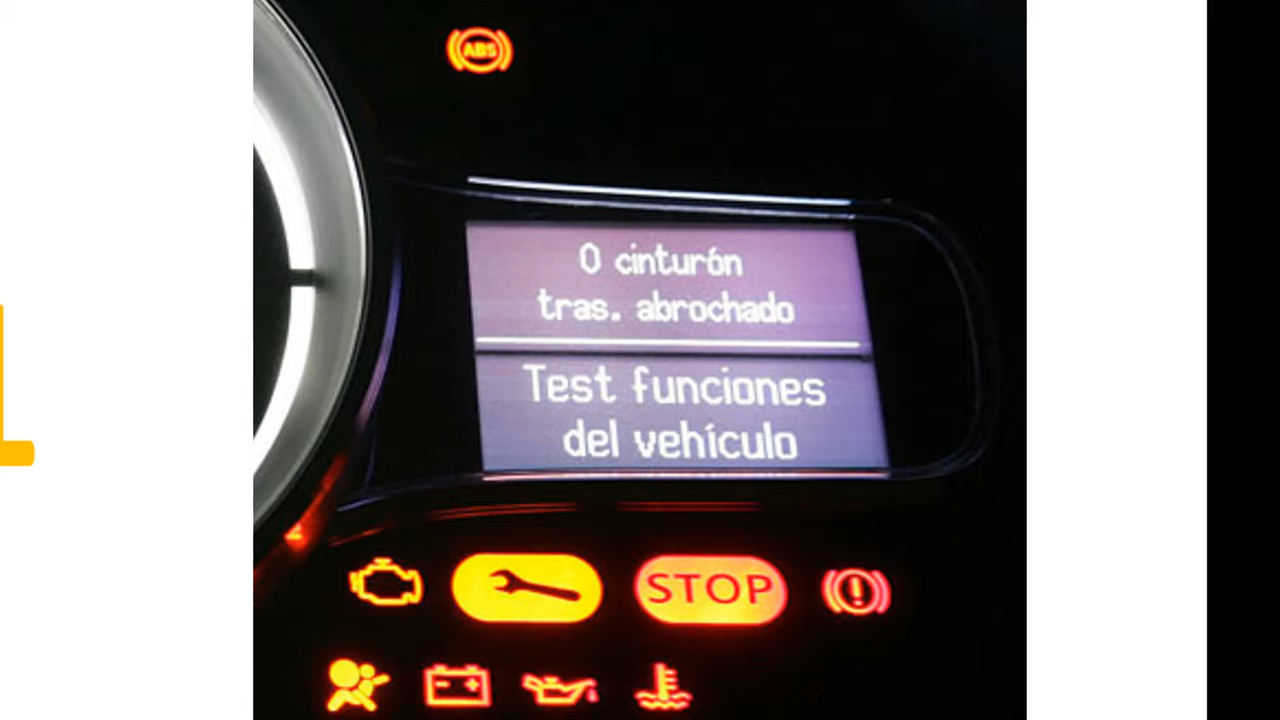 ABS
0 cinturón
tras. abrochado
Test funciones
del vehículo
STOP